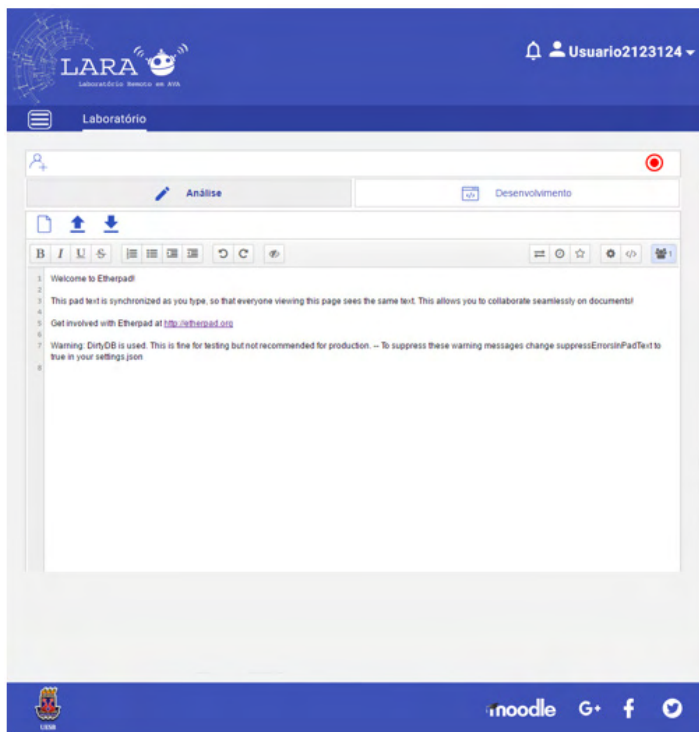 LARA
Laboratório Remoto em AVA
Usuario2123124
Laboratório
Análise
Desenvolvimento
B I U S
1
1 Welcome to Etherpad!
2
3 This pad text is synchronized as you type, so that everyone viewing this page sees the same text. This allows you to collaborate seamlessly on documents!
4
5 Get involved with Etherpad at http://etherpad.org
6
7 Warning: DirtyDB is used. This is fine for testing but not recommended for production. -- To suppress these warning messages change suppressErrorsInPadText to
true in your settings.json
8
UESB
moodle G+ f